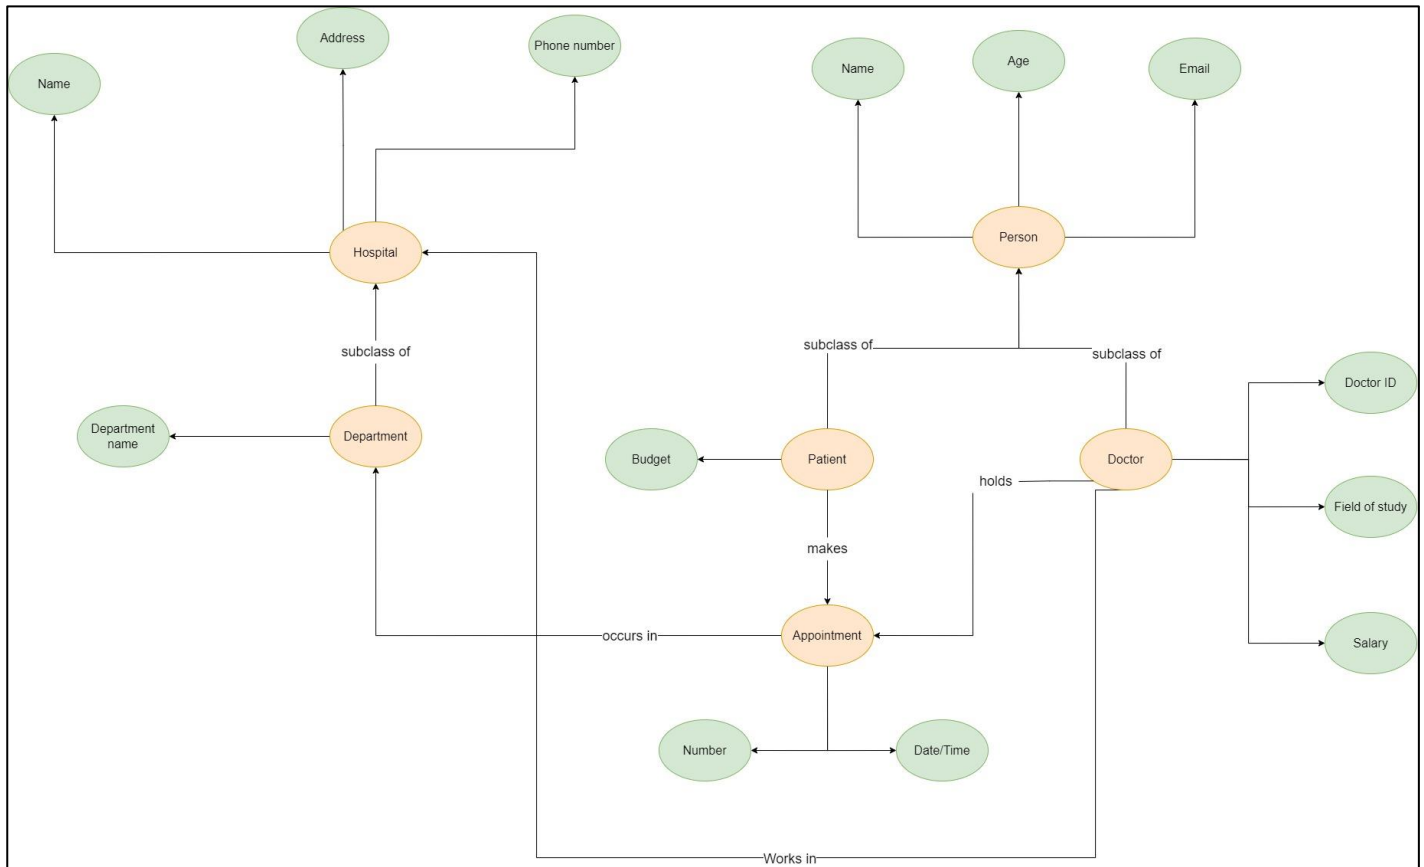 Address
Phone number
Name
Name
Age
Email
Hospital
Person
subclass of
subclass of
subclass of
Doctor ID
Department
name
Department
Budget
Patient
Doctor
holds
Field of study
makes
occurs in
Appointment
Salary
Number
Date/Time
Works in